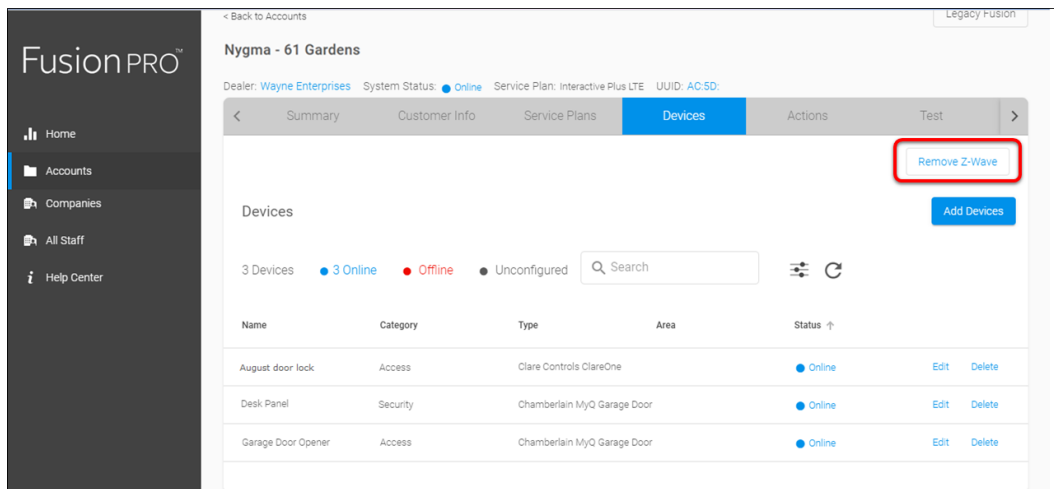 < Back to Accounts
Legacy Fusion
FusionPRO™
Nygma - 61 Gardens
Dealer: Wayne Enterprises System Status: Online Service Plan: Interactive Plus LTE UUID: AC:5D:
< Summary Customer Info Service Plans Devices Actions Test >
Home
Remove Z-Wave
Accounts
Companies
Devices
Add Devices
All Staff
3 Devices 3 Online Offline Unconfigured Search
Help Center
Name Category Type Area Status ↑
August door lock Access Clare Controls ClareOne Online Edit Delete
Desk Panel Security Chamberlain MyQ Garage Door Online Edit Delete
Garage Door Opener Access Chamberlain MyQ Garage Door Online Edit Delete